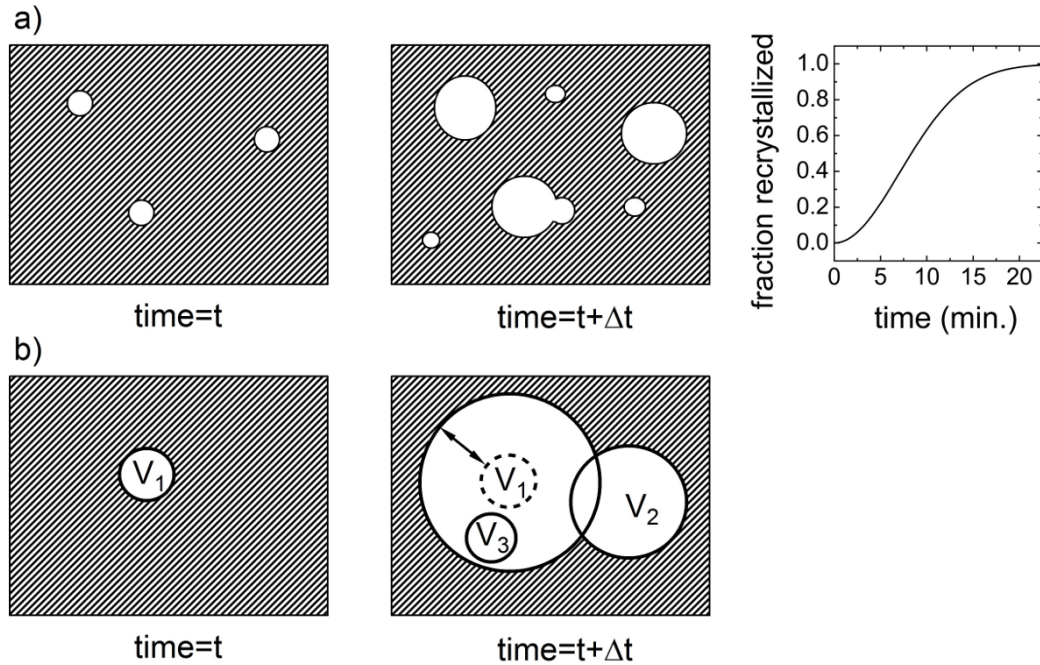 a)
time=t
time=t+Δt
fraction recrystallized
1.0
0.8
0.6
0.4
0.2
0.0
0 5 10 15 20
time (min.)
b)
V1
time=t
V1
V2
V3
time=t+Δt